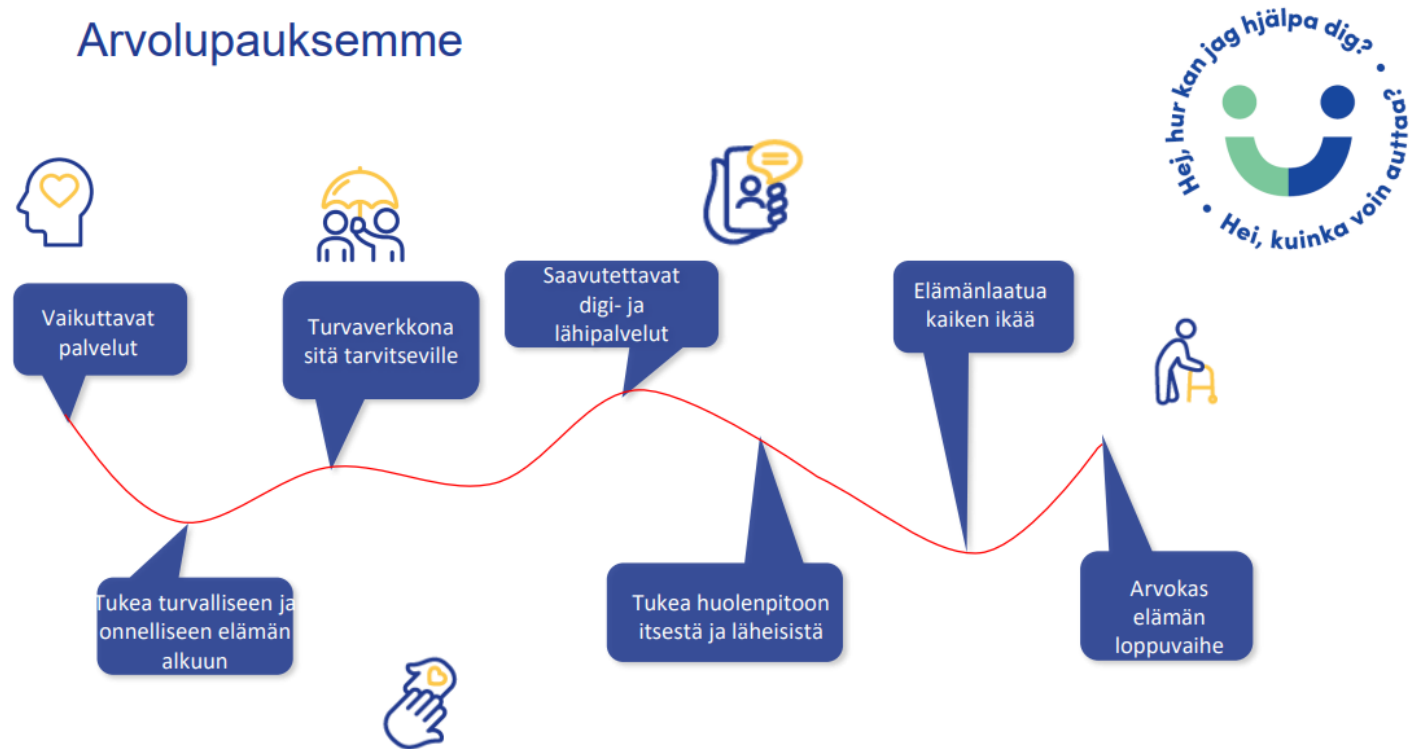 Arvolupauksemme
Hej, hur kan jag hjälpa dig? • Hei, kuinka voin auttaa? •
Vaikuttavat
palvelut
Tukea turvalliseen ja
onnelliseen elämän
alkuun
Turvaverkkona
sitä tarvitseville
Saavutettavat
digi- ja
lähipalvelut
Tukea huolenpitoon
itsestä ja läheisistä
Elämänlaatua
kaiken ikää
Arvokas
elämän
loppuvaihe